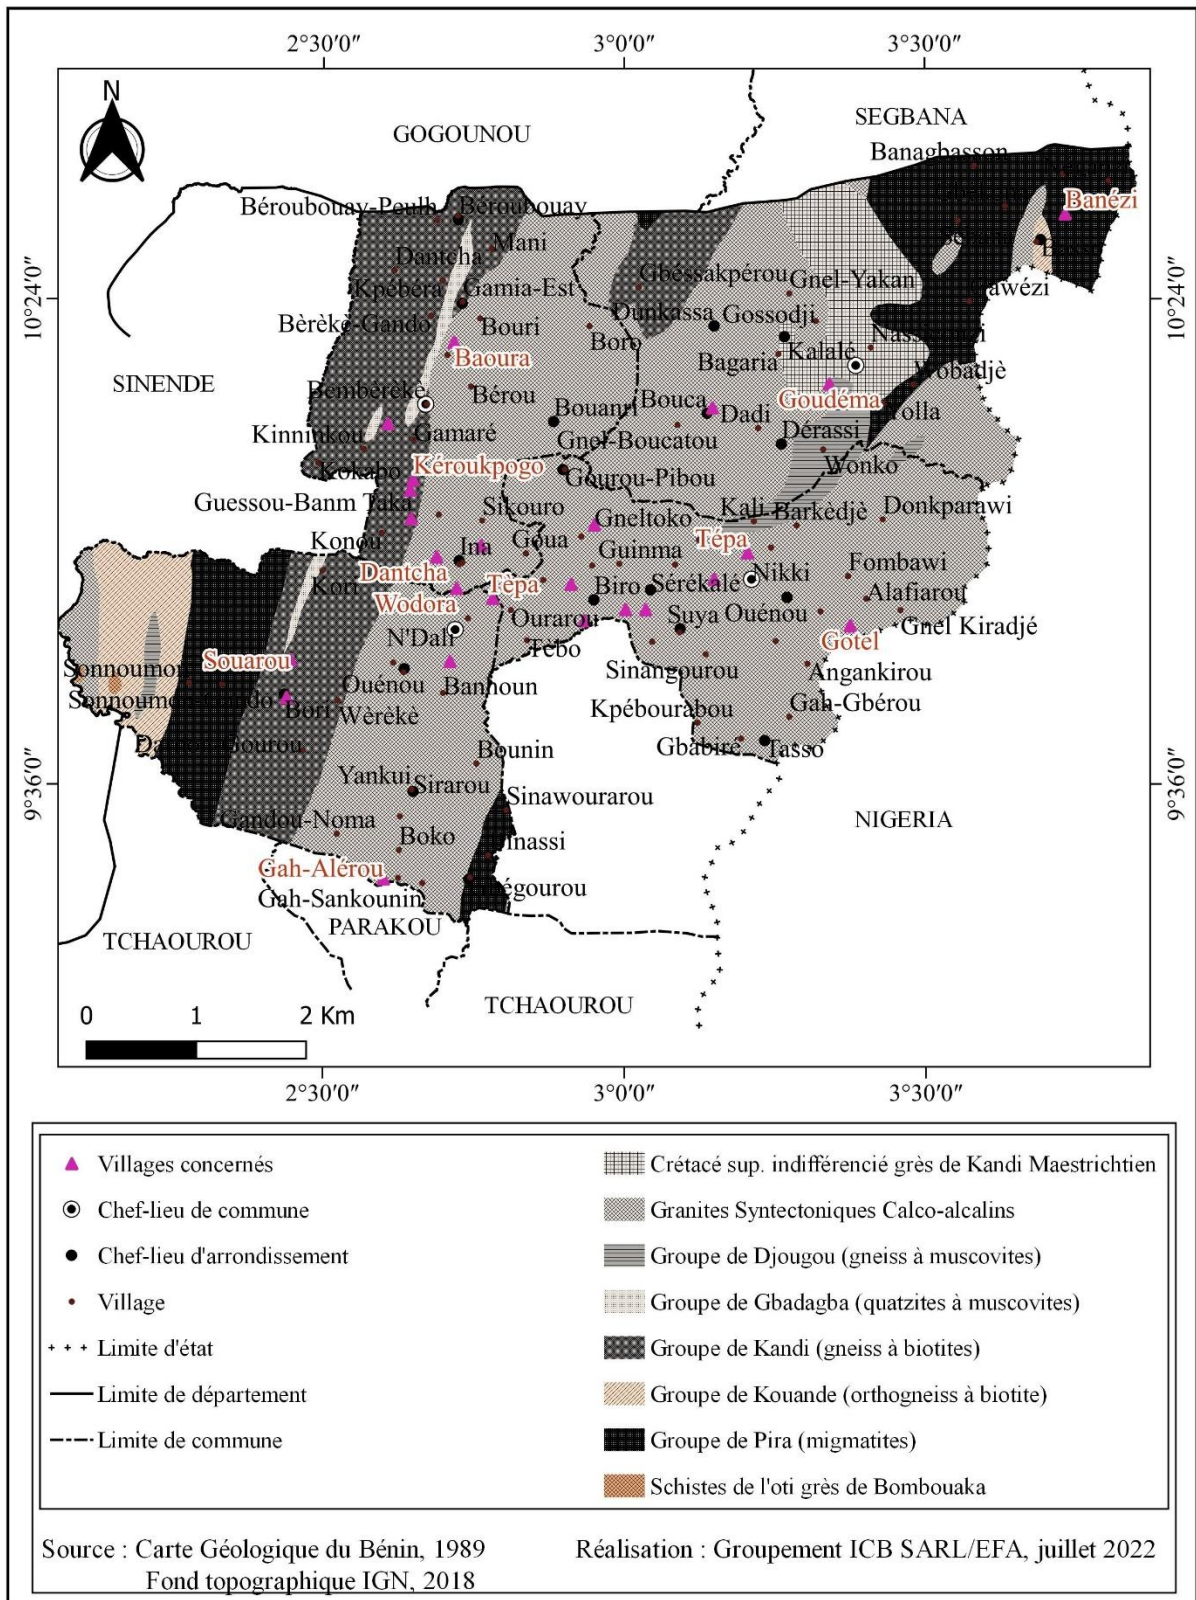 2°30'0" 3°0'0" 3°30'0"
N
SEGBANA
GOGOUNOU
Banagbasson
Banézi
Béroubouay-Peulh Béroubouay
Mani
Dantcha
Gbéssakpérou Gnel-Yakan
Kpébéra Gamia-Est
10°24'0" 10°24'0"
Dunkassa Gossodji
Bèrèkè-Gando Bouri
Boro
Baoura
Bagaria Kalalé
SINENDE
Bembèrèkè Bérou
Wobadjè
Goudéma
Bouca Dadi
Bouanri
Kinninkou Gamaré
Gnel-Boucatou Dérassi
Wonko
Kokabo Kéroukpogo
Gourou-Pibou
Guessou-Banm Taka
Sikouro Gneltoko Kali Barkèdjè Donkparawi
Konou Goua Tépa
Ina Guinma
Dantcha Fombawi
Kori Tèpa Biro Sérékalé Nikki
Wodora Alafiarou
Ourarou Suya Ouénou
N'Dali Gnel Kiradjé
Tèbo Gotel
Souarou
Sinangourou Angankirou
Ouénou Banhoun
Bori Wèrèkè Kpébourabou Gah-Gbérou
Gbabiré Tasso
Bounin
Yankui Sirarou
9°36'0" 9°36'0"
Sinawourarou
Gandou-Noma Boko NIGERIA
Gah-Alérou
Gah-Sankounin
PARAKOU
TCHAOUROU
TCHAOUROU
0 1 2 Km
2°30'0" 3°0'0" 3°30'0"
Villages concernés
Chef-lieu de commune
Chef-lieu d'arrondissement
Village
Limite d'état
Limite de département
Limite de commune
Crétacé sup. indifférencié grès de Kandi Maestrichtien
Granites Syntectoniques Calco-alcalins
Groupe de Djougou (gneiss à muscovites)
Groupe de Gbadagba (quatzites à muscovites)
Groupe de Kandi (gneiss à biotites)
Groupe de Kouande (orthogneiss à biotite)
Groupe de Pira (migmatites)
Schistes de l'oti grès de Bombouaka
Source : Carte Géologique du Bénin, 1989
Fond topographique IGN, 2018
Réalisation : Groupement ICB SARL/EFA, juillet 2022